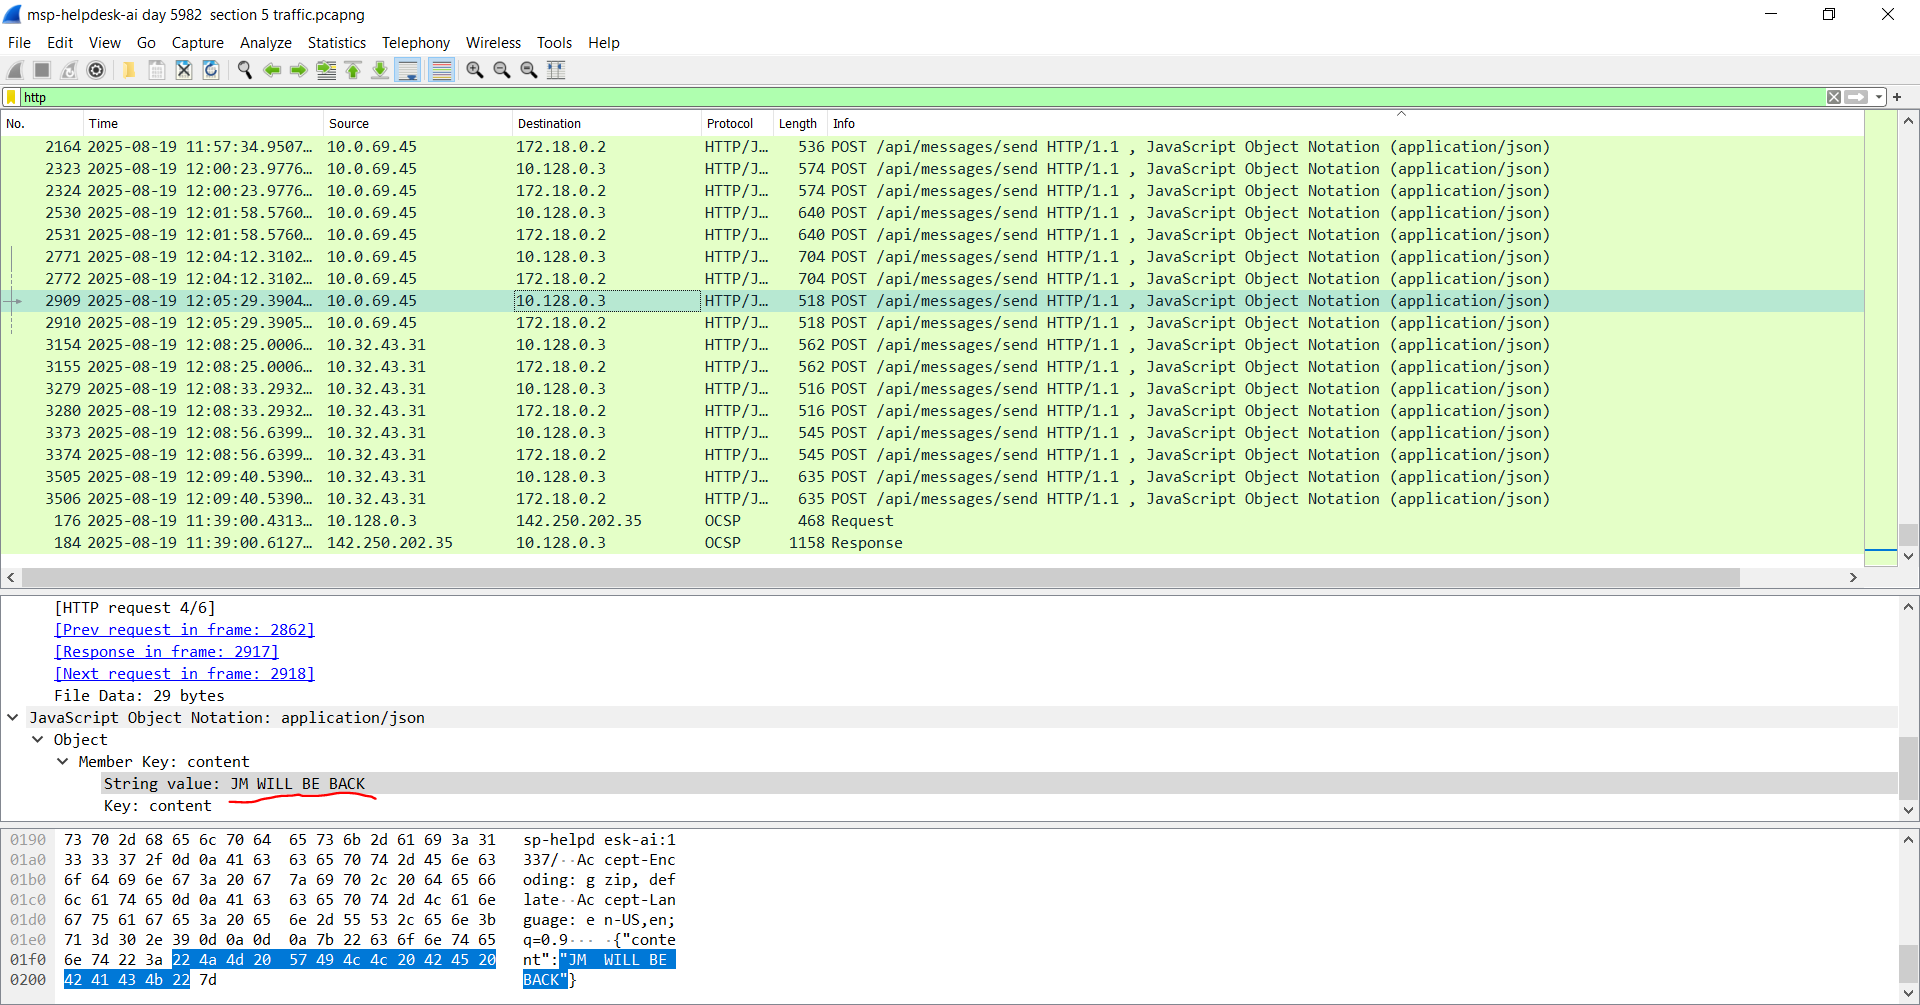 msp-helpdesk-ai day 5982  section 5 traffic.pcapng
File Edit View Go Capture Analyze Statistics Telephony Wireless Tools Help
http
No. Time Source Destination Protocol Length Info
2164 2025-08-19 11:57:34.9507… 10.0.69.45 172.18.0.2 HTTP/J… 536 POST /api/messages/send HTTP/1.1 , JavaScript Object Notation (application/json)
2323 2025-08-19 12:00:23.9776… 10.0.69.45 10.128.0.3 HTTP/J… 574 POST /api/messages/send HTTP/1.1 , JavaScript Object Notation (application/json)
2324 2025-08-19 12:00:23.9776… 10.0.69.45 172.18.0.2 HTTP/J… 574 POST /api/messages/send HTTP/1.1 , JavaScript Object Notation (application/json)
2530 2025-08-19 12:01:58.5760… 10.0.69.45 10.128.0.3 HTTP/J… 640 POST /api/messages/send HTTP/1.1 , JavaScript Object Notation (application/json)
2531 2025-08-19 12:01:58.5760… 10.0.69.45 172.18.0.2 HTTP/J… 640 POST /api/messages/send HTTP/1.1 , JavaScript Object Notation (application/json)
2771 2025-08-19 12:04:12.3102… 10.0.69.45 10.128.0.3 HTTP/J… 704 POST /api/messages/send HTTP/1.1 , JavaScript Object Notation (application/json)
2772 2025-08-19 12:04:12.3102… 10.0.69.45 172.18.0.2 HTTP/J… 704 POST /api/messages/send HTTP/1.1 , JavaScript Object Notation (application/json)
2909 2025-08-19 12:05:29.3904… 10.0.69.45 10.128.0.3 HTTP/J… 518 POST /api/messages/send HTTP/1.1 , JavaScript Object Notation (application/json)
2910 2025-08-19 12:05:29.3905… 10.0.69.45 172.18.0.2 HTTP/J… 518 POST /api/messages/send HTTP/1.1 , JavaScript Object Notation (application/json)
3154 2025-08-19 12:08:25.0006… 10.32.43.31 10.128.0.3 HTTP/J… 562 POST /api/messages/send HTTP/1.1 , JavaScript Object Notation (application/json)
3155 2025-08-19 12:08:25.0006… 10.32.43.31 172.18.0.2 HTTP/J… 562 POST /api/messages/send HTTP/1.1 , JavaScript Object Notation (application/json)
3279 2025-08-19 12:08:33.2932… 10.32.43.31 10.128.0.3 HTTP/J… 516 POST /api/messages/send HTTP/1.1 , JavaScript Object Notation (application/json)
3280 2025-08-19 12:08:33.2932… 10.32.43.31 172.18.0.2 HTTP/J… 516 POST /api/messages/send HTTP/1.1 , JavaScript Object Notation (application/json)
3373 2025-08-19 12:08:56.6399… 10.32.43.31 10.128.0.3 HTTP/J… 545 POST /api/messages/send HTTP/1.1 , JavaScript Object Notation (application/json)
3374 2025-08-19 12:08:56.6399… 10.32.43.31 172.18.0.2 HTTP/J… 545 POST /api/messages/send HTTP/1.1 , JavaScript Object Notation (application/json)
3505 2025-08-19 12:09:40.5390… 10.32.43.31 10.128.0.3 HTTP/J… 635 POST /api/messages/send HTTP/1.1 , JavaScript Object Notation (application/json)
3506 2025-08-19 12:09:40.5390… 10.32.43.31 172.18.0.2 HTTP/J… 635 POST /api/messages/send HTTP/1.1 , JavaScript Object Notation (application/json)
176 2025-08-19 11:39:00.4313… 10.128.0.3 142.250.202.35 OCSP 468 Request
184 2025-08-19 11:39:00.6127… 142.250.202.35 10.128.0.3 OCSP 1158 Response
[HTTP request 4/6]
[Prev request in frame: 2862]
[Response in frame: 2917]
[Next request in frame: 2918]
File Data: 29 bytes
JavaScript Object Notation: application/json
Object
Member Key: content
String value: JM WILL BE BACK
Key: content
0190 73 70 2d 68 65 6c 70 64 65 73 6b 2d 61 69 3a 31 sp-helpd esk-ai:1
01a0 33 33 37 2f 0d 0a 41 63 63 65 70 74 2d 45 6e 63 337/··Ac cept-Enc
01b0 6f 64 69 6e 67 3a 20 67 7a 69 70 2c 20 64 65 66 oding: g zip, def
01c0 6c 61 74 65 0d 0a 41 63 63 65 70 74 2d 4c 61 6e late··Ac cept-Lan
01d0 67 75 61 67 65 3a 20 65 6e 2d 55 53 2c 65 6e 3b guage: e n-US,en;
01e0 71 3d 30 2e 39 0d 0a 0d 0a 7b 22 63 6f 6e 74 65 q=0.9··· ·{"conte
01f0 6e 74 22 3a 22 4a 4d 20 57 49 4c 4c 20 42 45 20 nt":"JM  WILL BE
0200 42 41 43 4b 22 7d BACK"}